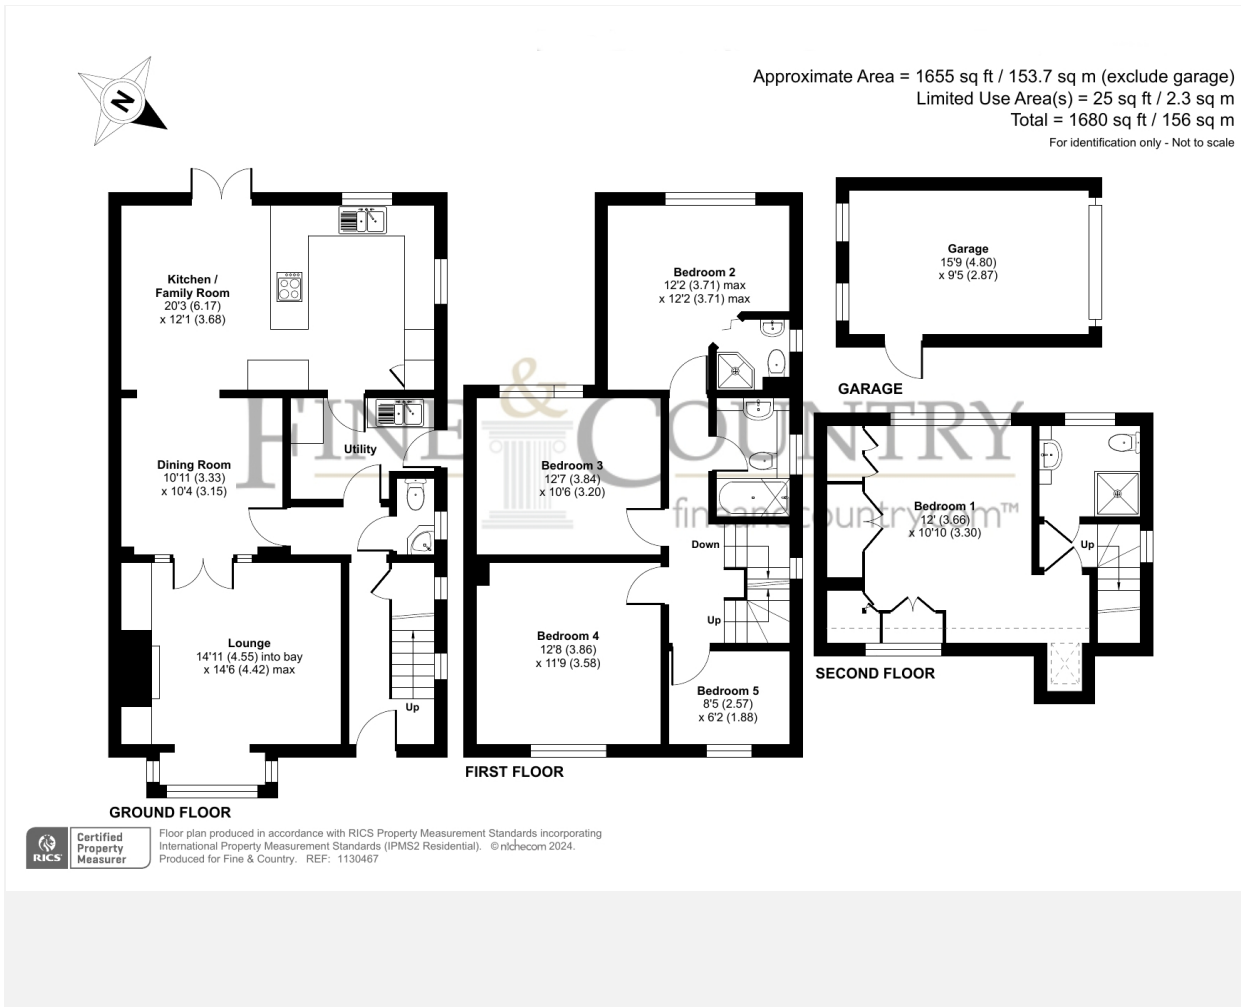 N
Approximate Area = 1655 sq ft / 153.7 sq m (exclude garage)
Limited Use Area(s) = 25 sq ft / 2.3 sq m
Total = 1680 sq ft / 156 sq m
For identification only - Not to scale
Kitchen /
Family Room
20'3 (6.17)
x 12'1 (3.68)
Utility
Dining Room
10'11 (3.33)
x 10'4 (3.15)
Lounge
14'11 (4.55) into bay
x 14'6 (4.42) max
Up
GROUND FLOOR
Bedroom 2
12'2 (3.71) max
x 12'2 (3.71) max
Bedroom 3
12'7 (3.84)
x 10'6 (3.20)
Down
Up
Bedroom 4
12'8 (3.86)
x 11'9 (3.58)
Bedroom 5
8'5 (2.57)
x 6'2 (1.88)
FIRST FLOOR
Garage
15'9 (4.80)
x 9'5 (2.87)
GARAGE
Bedroom 1
12' (3.66)
x 10'10 (3.30)
Up
SECOND FLOOR
FINE & COUNTRY
fineandcountry.com™
RICS
Certified
Property
Measurer
Floor plan produced in accordance with RICS Property Measurement Standards incorporating
International Property Measurement Standards (IPMS2 Residential). © nichecom 2024.
Produced for Fine & Country. REF: 1130467